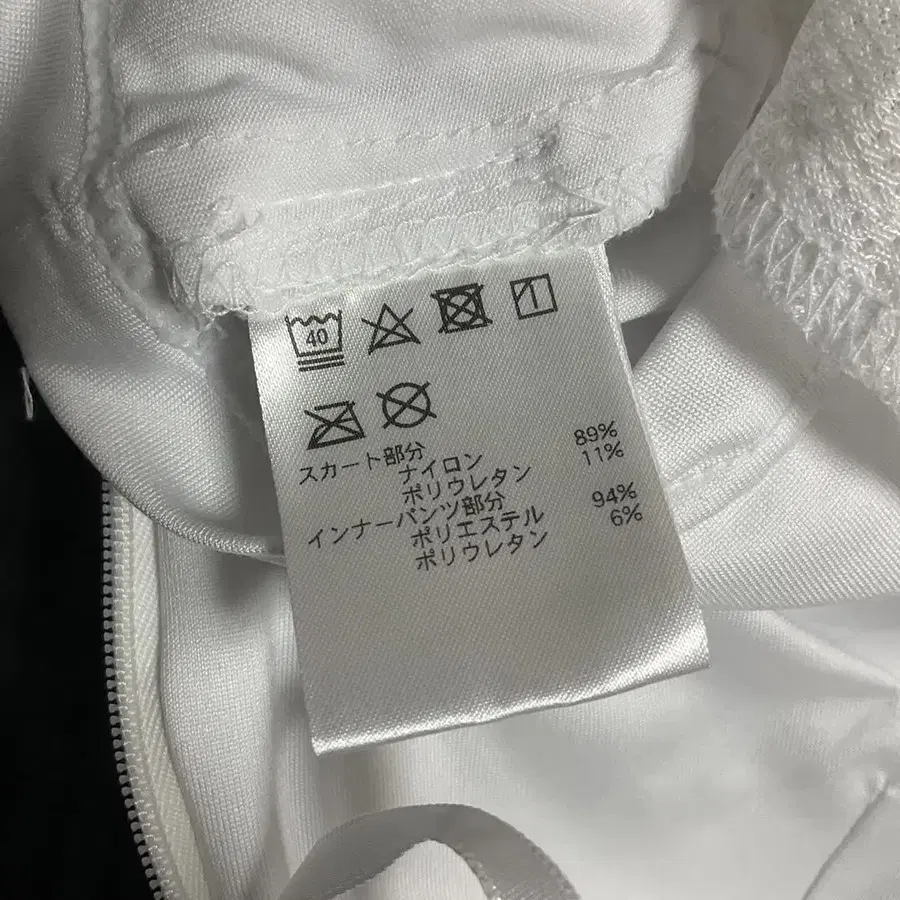 40
スカート部分
ナイロン 89%
ポリウレタン 11%
インナーパンツ部分
ポリエステル 94%
ポリウレタン 6%